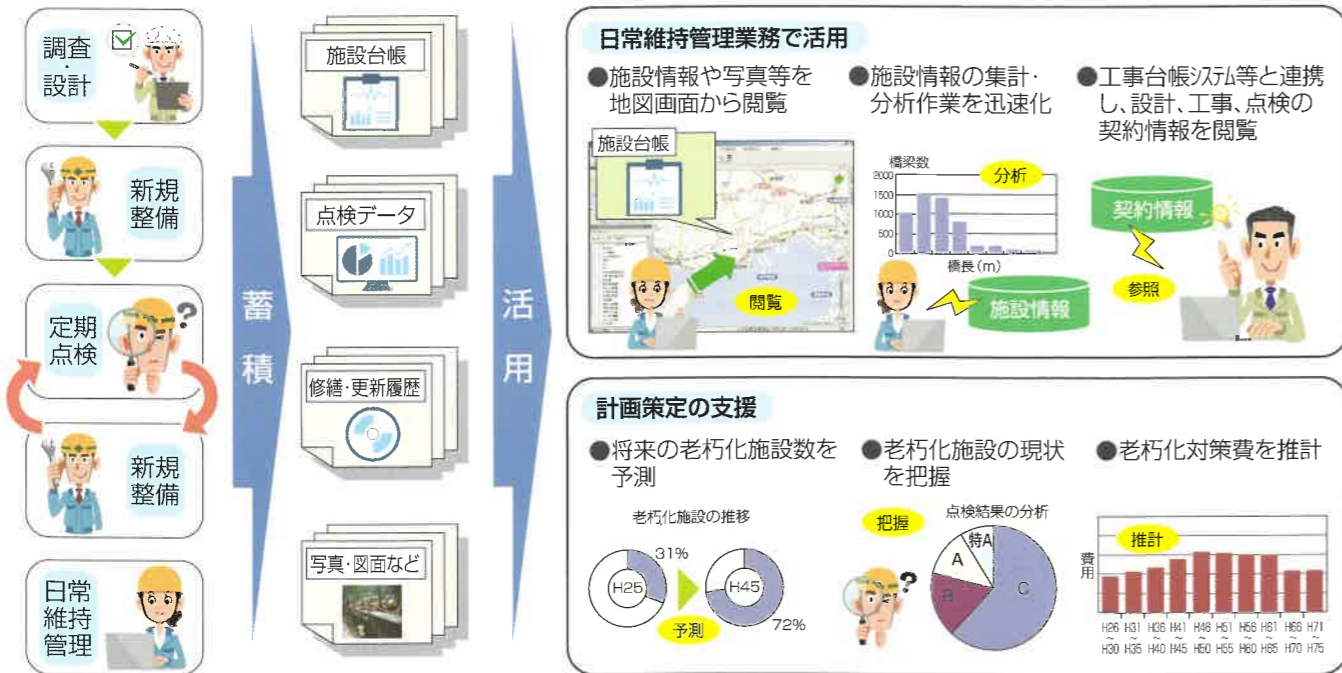 調査・
設計
新規
整備
定期
点検
?
新規
整備
日常
維持
管理
蓄積
施設台帳
点検データ
修繕・更新履歴
写真・図面など
活用
日常維持管理業務で活用
●施設情報や写真等を
地図画面から閲覧
施設台帳
閲覧
●施設情報の集計・
分析作業を迅速化
橋梁数
2000
1500
1000
500
0
分析
橋長(m)
施設情報
●工事台帳システム等と連携
し、設計、工事、点検の
契約情報を閲覧
契約情報
参照
計画策定の支援
●将来の老朽化施設数を
予測
老朽化施設の推移
31%
H25
H45
予測
72%
●老朽化施設の現状
を把握
把握
点検結果の分析
?
特A
A
B
C
●老朽化対策費を推計
推計
費用
H26 H31 H36 H41 H46 H51 H56 H61 H66 H71
~ ~ ~ ~ ~ ~ ~ ~ ~ ~
H30 H35 H40 H45 H50 H55 H60 H65 H70 H75